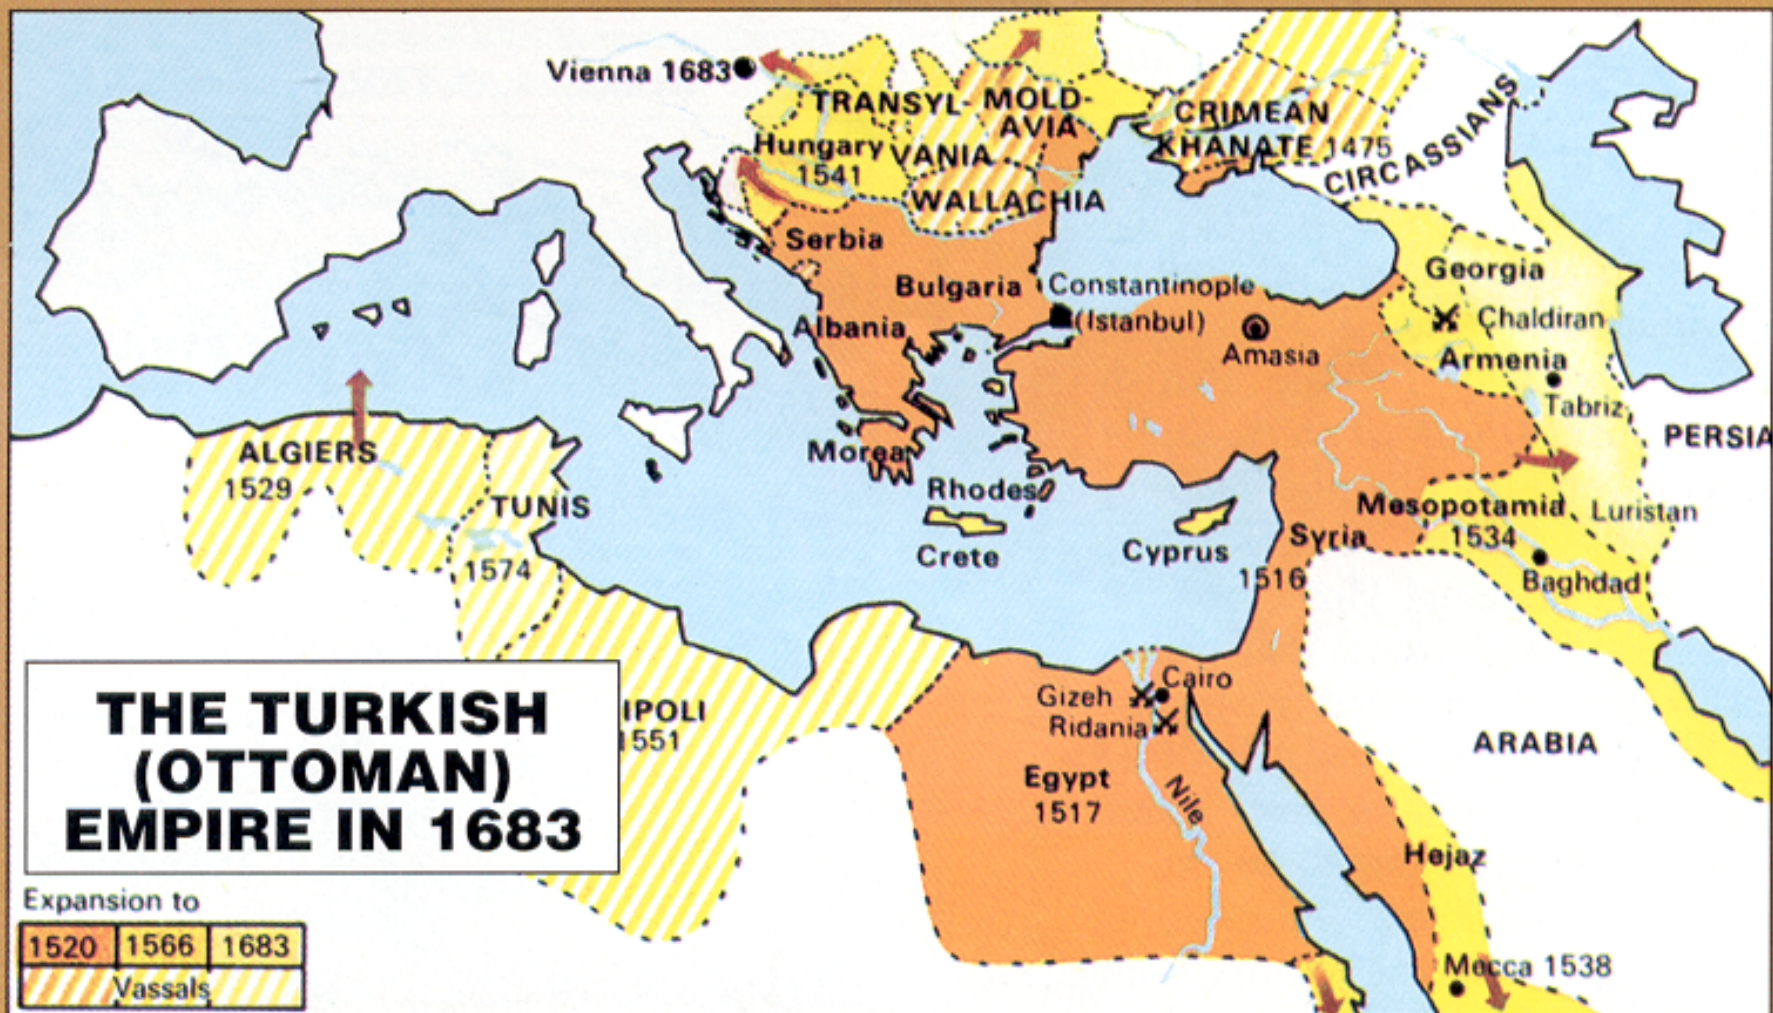 Vienna 1683
TRANSYL-
VANIA
MOLD-
AVIA
CRIMEAN
KHANATE 1475
CIRCASSIANS
Hungary
1541
WALLACHIA
Serbia
Bulgaria
Constantinople
(Istanbul)
Albania
Amasia
Georgia
Chaldiran
Armenia
Tabriz
PERSIA
ALGIERS
1529
TUNIS
1574
Morea
Rhodes
Crete
Cyprus
Syria
1516
Mesopotamia
1534
Luristan
Baghdad
IPOLI
1551
Gizeh
Cairo
Ridania
Egypt
1517
Nile
ARABIA
Hejaz
Mecca 1538
THE TURKISH
(OTTOMAN)
EMPIRE IN 1683
Expansion to
1520 1566 1683
Vassals